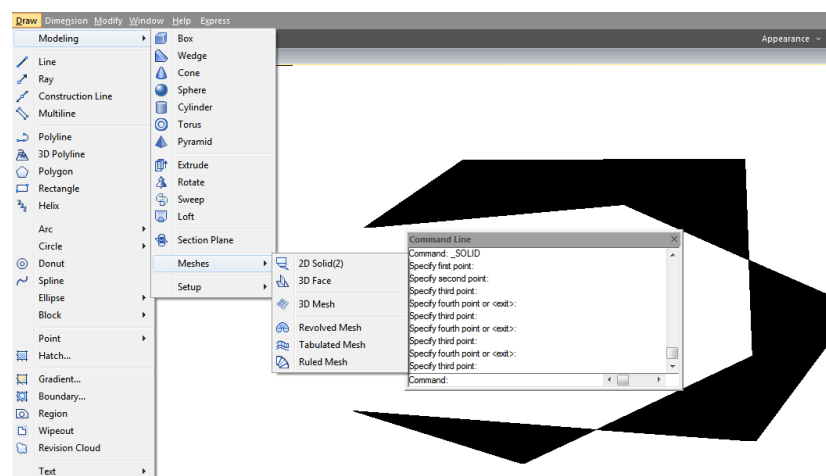 Draw Dimension Modify Window Help Express
Appearance
Modeling
Line
Ray
Construction Line
Multiline
Polyline
3D Polyline
Polygon
Rectangle
Helix
Arc
Circle
Donut
Spline
Ellipse
Block
Point
Hatch...
Gradient...
Boundary...
Region
Wipeout
Revision Cloud
Text
Box
Wedge
Cone
Sphere
Cylinder
Torus
Pyramid
Extrude
Rotate
Sweep
Loft
Section Plane
Meshes
Setup
2D Solid(2)
3D Face
3D Mesh
Revolved Mesh
Tabulated Mesh
Ruled Mesh
Command Line
Command: _SOLID
Specify first point:
Specify second point:
Specify third point:
Specify fourth point or <exit>:
Specify third point:
Specify fourth point or <exit>:
Specify third point:
Specify fourth point or <exit>:
Specify third point:
Command: